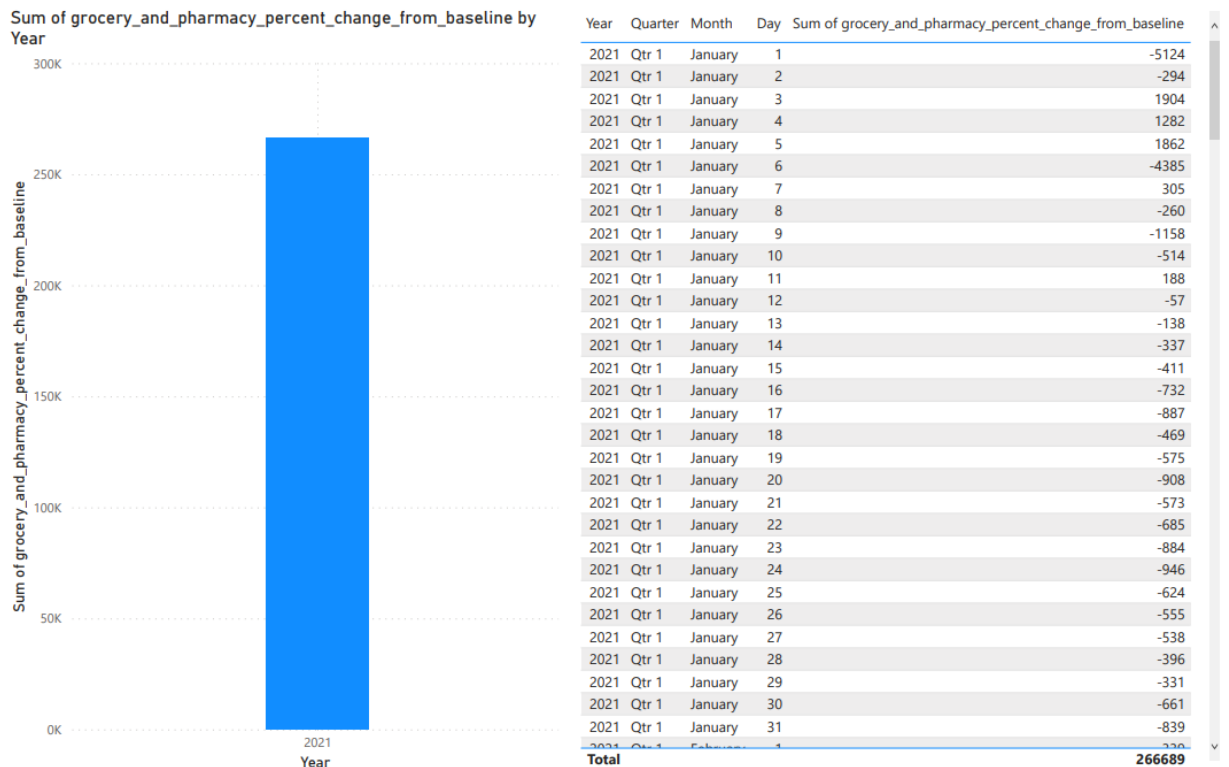 Sum of grocery_and_pharmacy_percent_change_from_baseline by
Year
300K
250K
200K
150K
100K
50K
0K
Sum of grocery_and_pharmacy_percent_change_from_baseline
2021
Year
Year Quarter Month Day Sum of grocery_and_pharmacy_percent_change_from_baseline
2021 Qtr 1 January 1 -5124
2021 Qtr 1 January 2 -294
2021 Qtr 1 January 3 1904
2021 Qtr 1 January 4 1282
2021 Qtr 1 January 5 1862
2021 Qtr 1 January 6 -4385
2021 Qtr 1 January 7 305
2021 Qtr 1 January 8 -260
2021 Qtr 1 January 9 -1158
2021 Qtr 1 January 10 -514
2021 Qtr 1 January 11 188
2021 Qtr 1 January 12 -57
2021 Qtr 1 January 13 -138
2021 Qtr 1 January 14 -337
2021 Qtr 1 January 15 -411
2021 Qtr 1 January 16 -732
2021 Qtr 1 January 17 -887
2021 Qtr 1 January 18 -469
2021 Qtr 1 January 19 -575
2021 Qtr 1 January 20 -908
2021 Qtr 1 January 21 -573
2021 Qtr 1 January 22 -685
2021 Qtr 1 January 23 -884
2021 Qtr 1 January 24 -946
2021 Qtr 1 January 25 -624
2021 Qtr 1 January 26 -555
2021 Qtr 1 January 27 -538
2021 Qtr 1 January 28 -396
2021 Qtr 1 January 29 -331
2021 Qtr 1 January 30 -661
2021 Qtr 1 January 31 -839
2021 Qtr 1 February 1
Total 266689